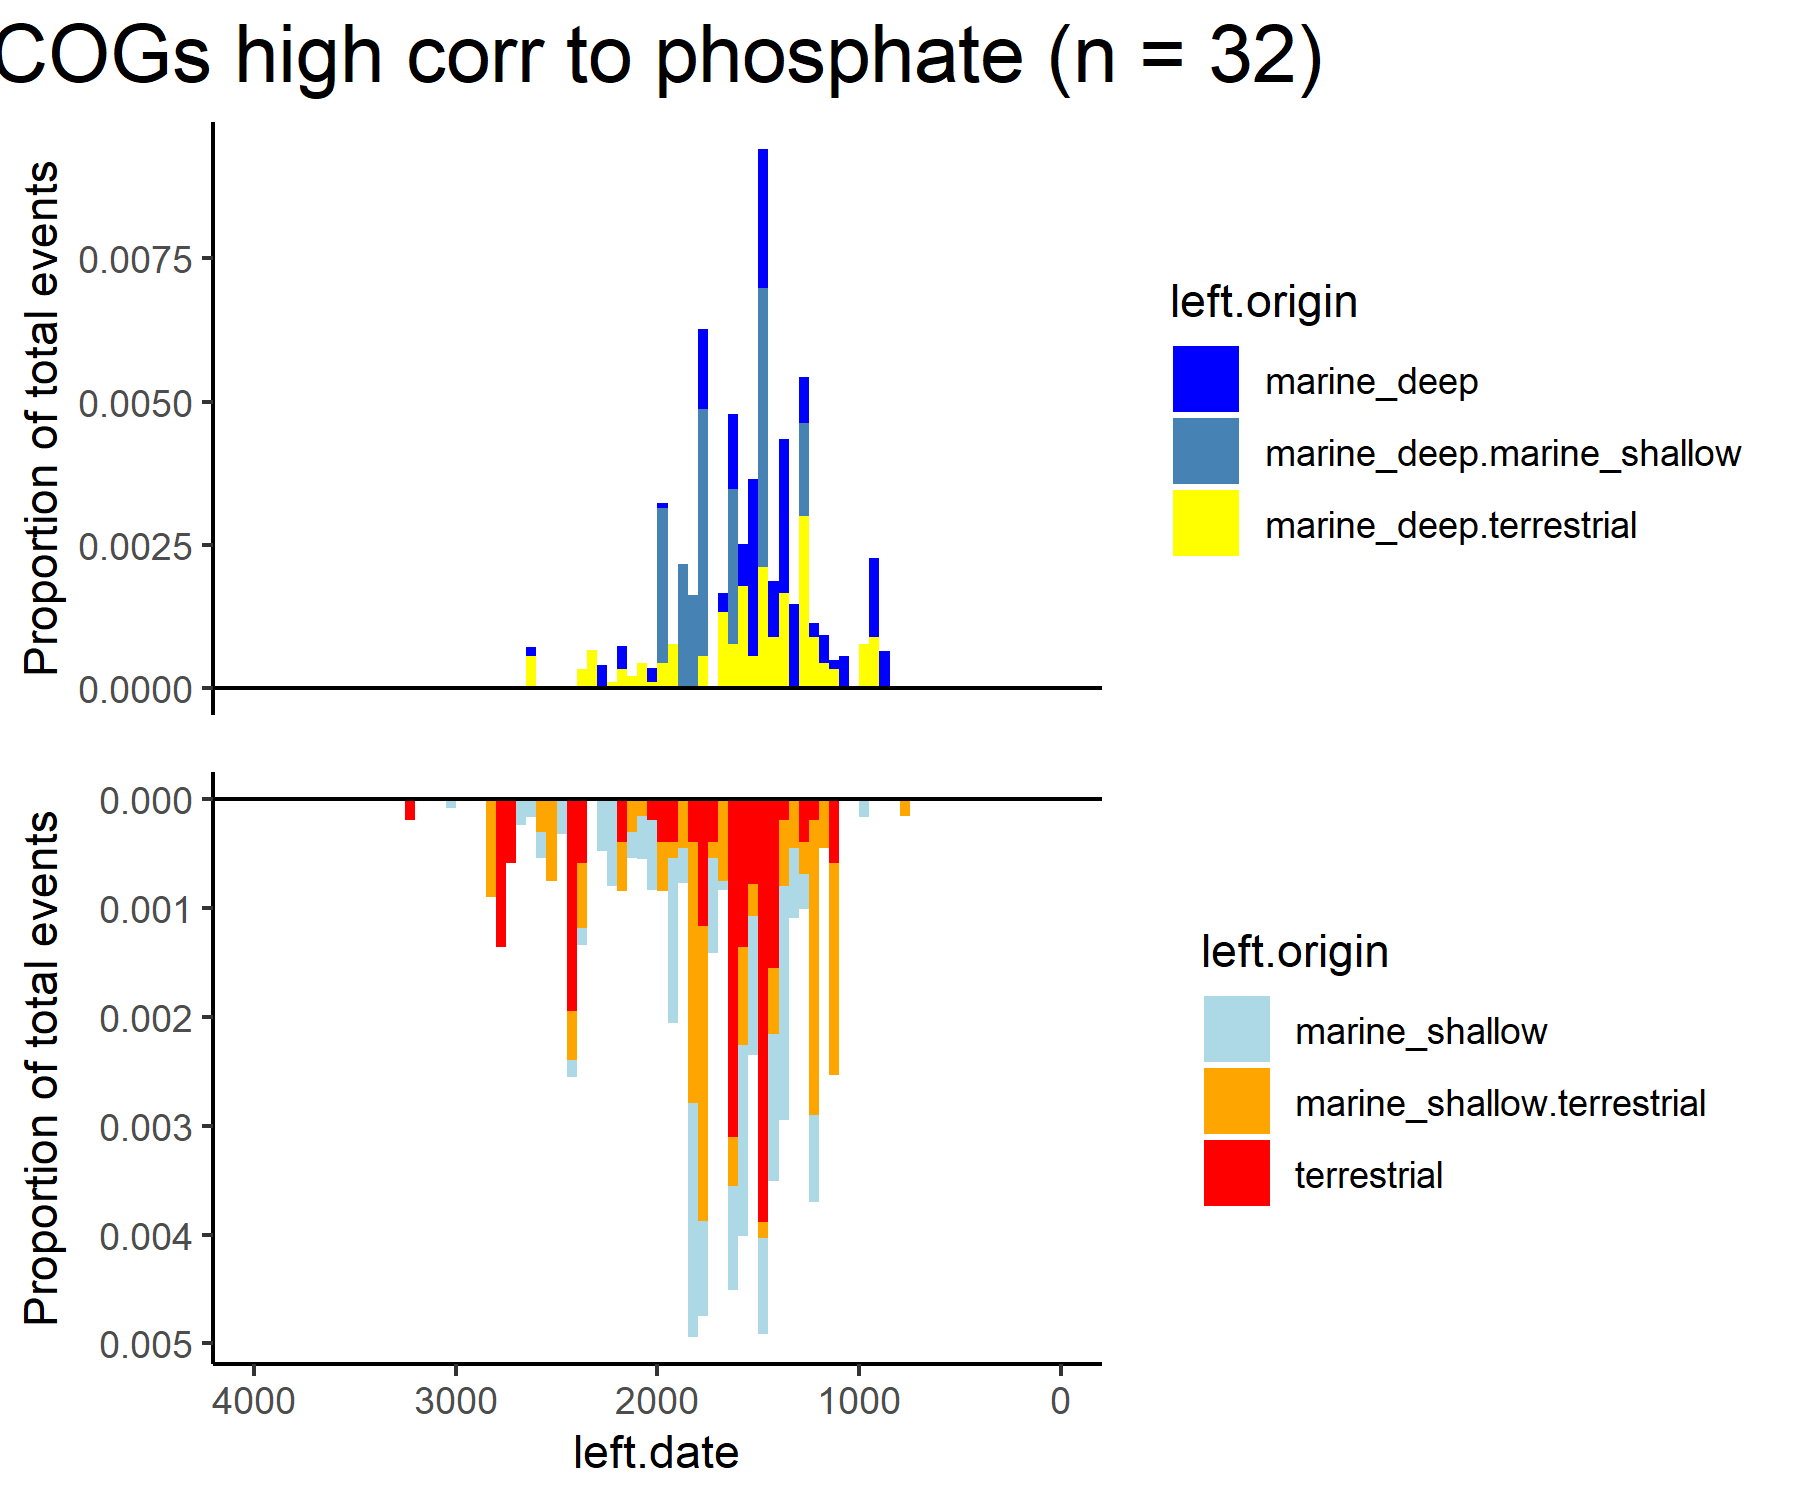 COGs high corr to phosphate (n = 32)
Proportion of total events
0.0075
0.0050
0.0025
0.0000
left.origin
marine_deep
marine_deep.marine_shallow
marine_deep.terrestrial
Proportion of total events
0.000
0.001
0.002
0.003
0.004
0.005
4000 3000 2000 1000 0
left.date
left.origin
marine_shallow
marine_shallow.terrestrial
terrestrial